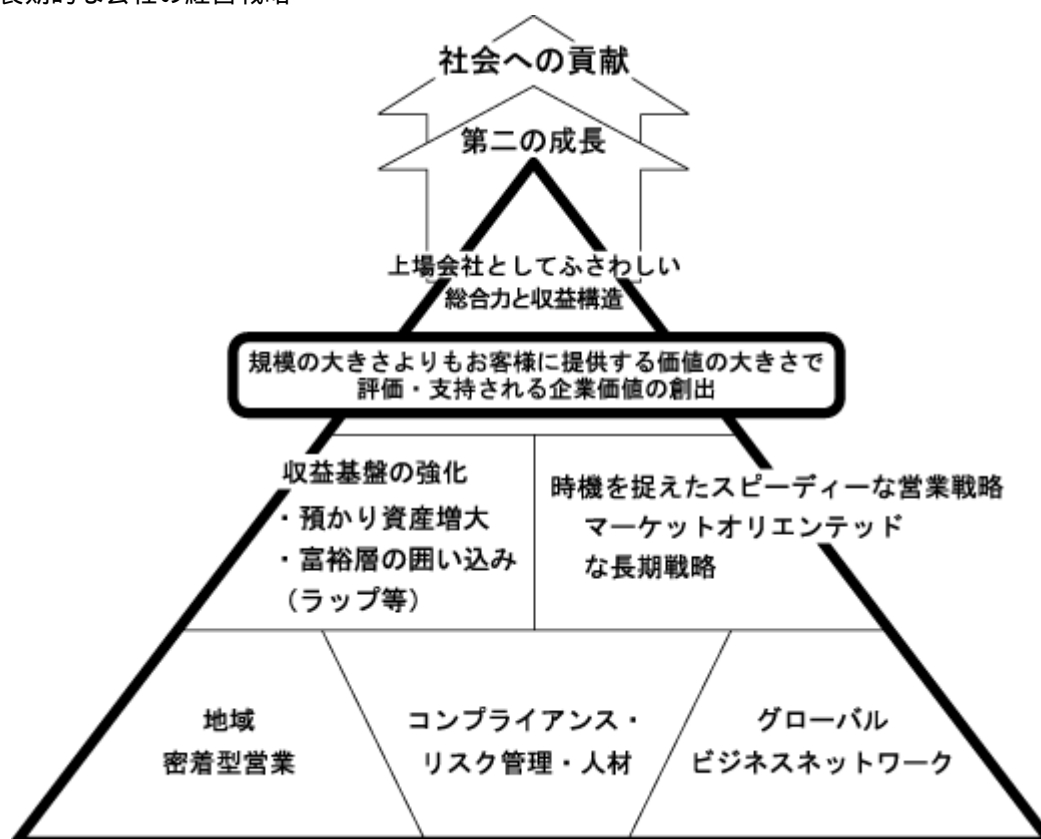 長期的な会社の経営戦略
社会への貢献
第二の成長
上場会社としてふさわしい
総合力と収益構造
規模の大きさよりもお客様に提供する価値の大きさで
評価・支持される企業価値の創出
収益基盤の強化
・預かり資産増大
・富裕層の囲い込み
（ラップ等）
時機を捉えたスピーディーな営業戦略
マーケットオリエンテッド
な長期戦略
地域
密着型営業
コンプライアンス・
リスク管理・人材
グローバル
ビジネスネットワーク